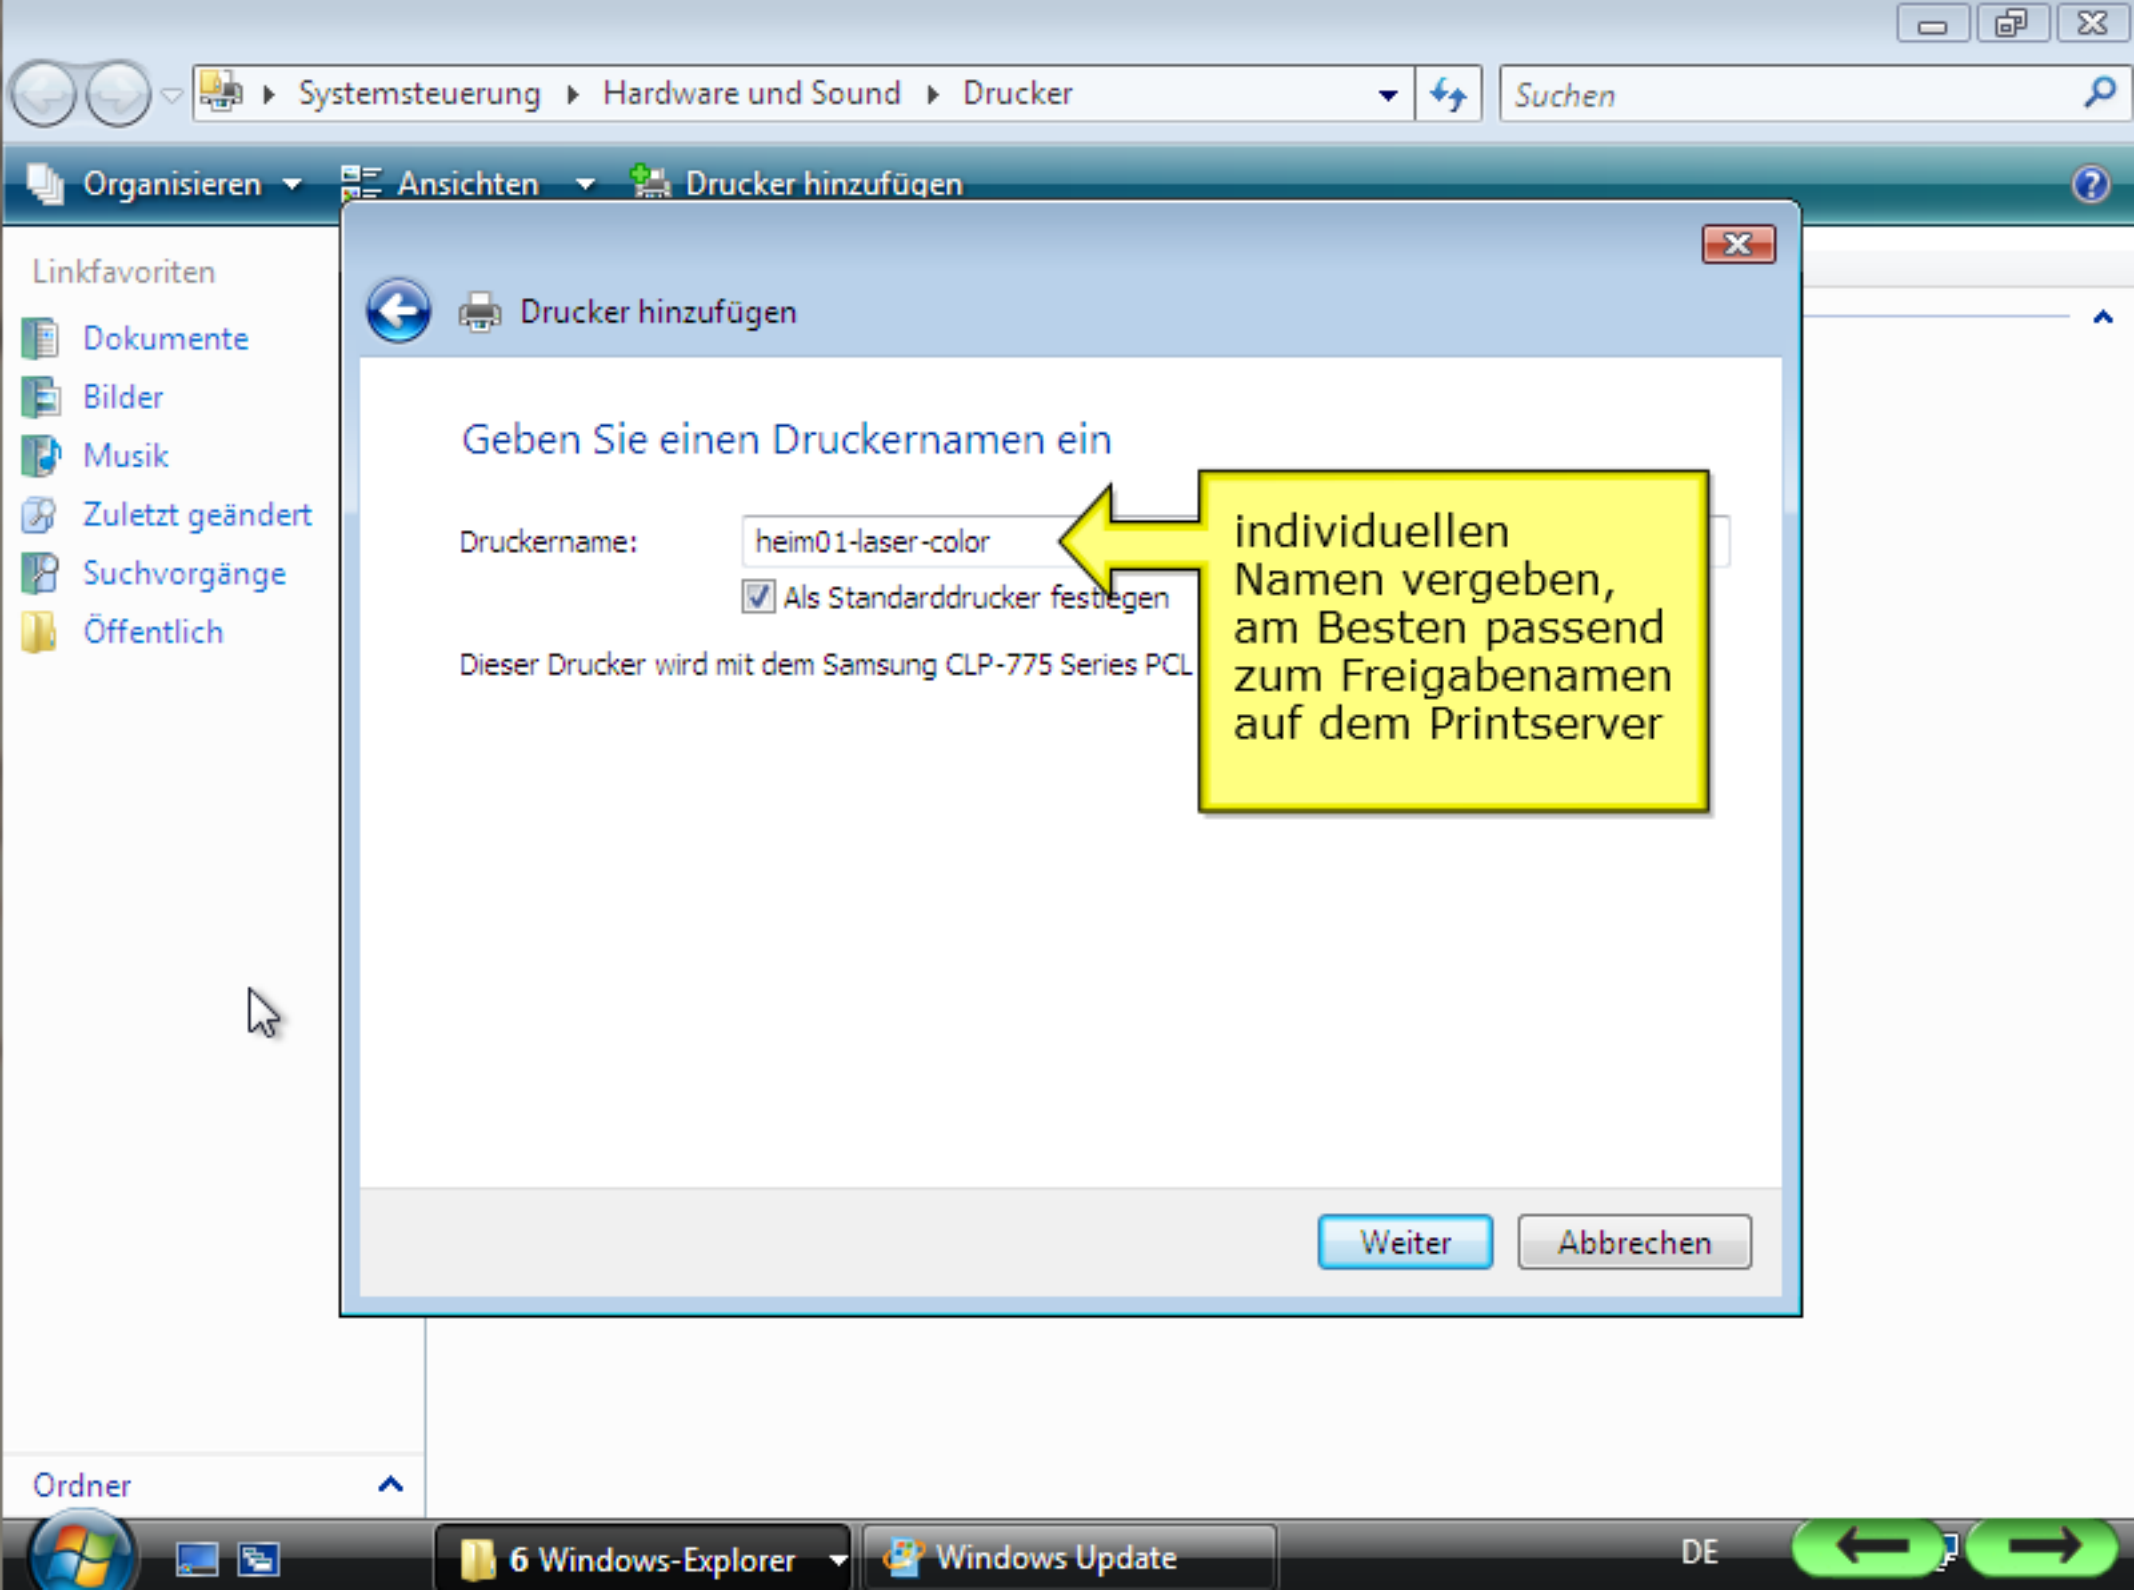 Systemsteuerung Hardware und Sound Drucker
Suchen
Organisieren Ansichten Drucker hinzufügen
Linkfavoriten
Dokumente
Bilder
Musik
Zuletzt geändert
Suchvorgänge
Öffentlich
Drucker hinzufügen
Geben Sie einen Druckernamen ein
Druckername: heim01-laser-color
Als Standarddrucker festlegen
Dieser Drucker wird mit dem Samsung CLP-775 Series PCL
individuellen
Namen vergeben,
am Besten passend
zum Freigabenamen
auf dem Printserver
Weiter Abbrechen
Ordner
6 Windows-Explorer Windows Update DE